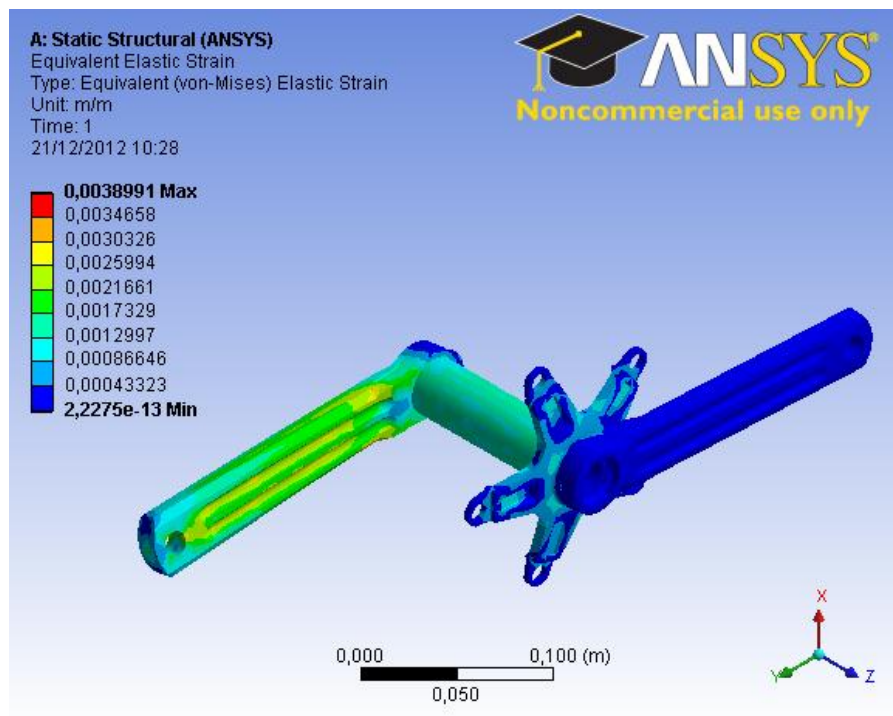 A: Static Structural (ANSYS)
Equivalent Elastic Strain
Type: Equivalent (von-Mises) Elastic Strain
Unit: m/m
Time: 1
21/12/2012 10:28
ANSYS®
Noncommercial use only
0,0038991 Max
0,0034658
0,0030326
0,0025994
0,0021661
0,0017329
0,0012997
0,00086646
0,00043323
2,2275e-13 Min
0,000
0,100 (m)
0,050
X
Y
Z